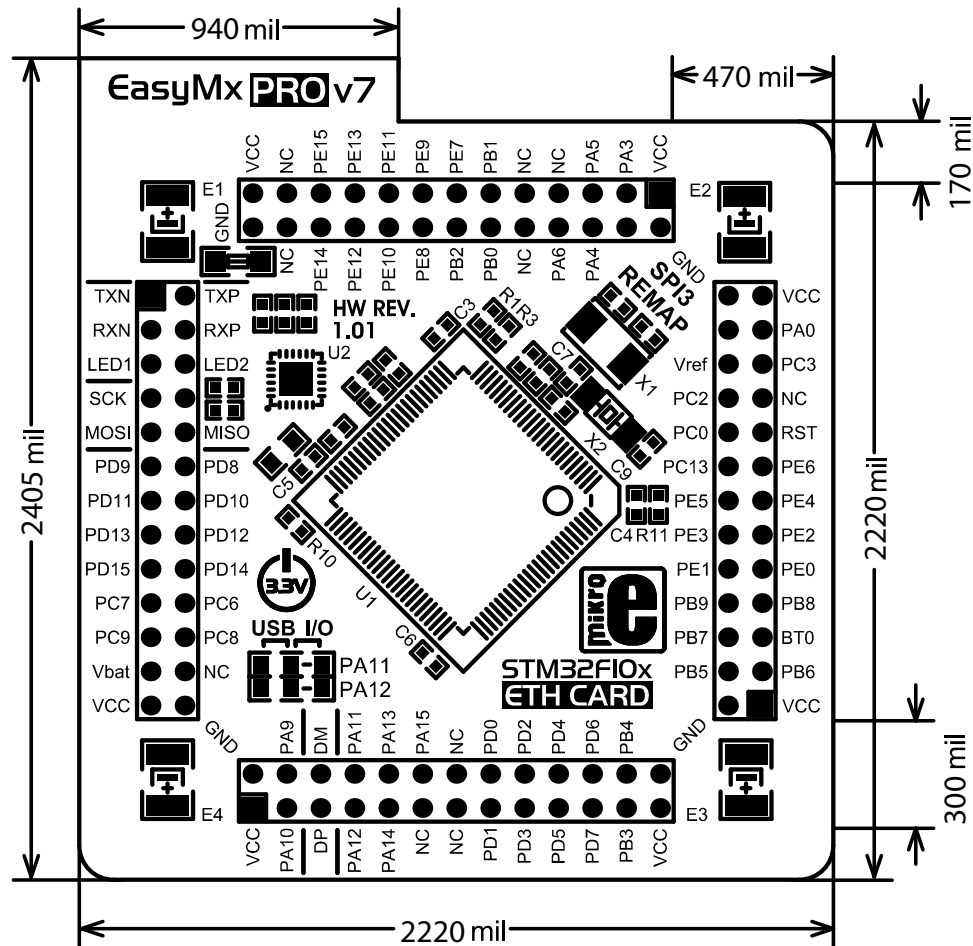 940 mil
470 mil
170 mil
EasyMx PRO v7
VCC NC PE15 PE13 PE11 PE9 PE7 PB1 NC NC PA5 PA3 VCC
E1
E2
GND
NC PE14 PE12 PE10 PE8 PB2 PB0 NC PA6 PA4
GND
SPI3
REMAP
TXN TXP
RXN RXP
LED1 LED2
SCK
MOSI MISO
PD9 PD8
PD11 PD10
PD13 PD12
PD15 PD14
PC7 PC6
PC9 PC8
Vbat NC
VCC
GND
HW REV.
1.01
U2
C3
R1 R3
C7
X1
10H
X2
C9
C5
R10
U1
C4 R11
C6
3.3V
USB I/O
PA11
PA12
mikro
e
STM32F10x
ETH CARD
VCC
PA0
Vref PC3
PC2 NC
PC0 RST
PC13 PE6
PE5 PE4
PE3 PE2
PE1 PE0
PB9 PB8
PB7 BT0
PB5 PB6
VCC
GND
PA9 DM PA11 PA13 PA15 NC PD0 PD2 PD4 PD6 PB4
E4
E3
VCC PA10 DP PA12 PA14 NC NC PD1 PD3 PD5 PD7 PB3 VCC
2405 mil
2220 mil
300 mil
2220 mil